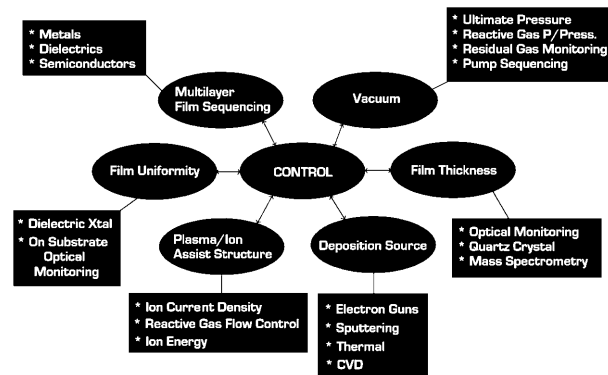 * Metals
* Dielectrics
* Semiconductors
* Ultimate Pressure
* Reactive Gas P/Press.
* Residual Gas Monitoring
* Pump Sequencing
Multilayer
Film Sequencing
Vacuum
Film Uniformity
CONTROL
Film Thickness
* Dielectric Xtal
* On Substrate
Optical
Monitoring
Plasma/Ion
Assist Structure
Deposition Source
* Optical Monitoring
* Quartz Crystal
* Mass Spectrometry
* Ion Current Density
* Reactive Gas Flow Control
* Ion Energy
* Electron Guns
* Sputtering
* Thermal
* CVD